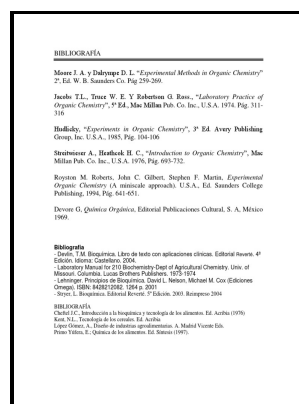 BIBLIOGRAFÍA
Moore J. A. y Dalrympe D. L. “Experimental Methods in Organic Chemistry”
2ª, Ed. W. B. Saunders Co. Pág 259-269.
Jacobs T.L., Truce W. E. Y Robertson G. Ross., “Laboratory Practice of
Organic Chemistry”, 5ª Ed., Mac Millan Pub. Co. Inc., U.S.A. 1974. Pág. 311-
316
Hudlicky, “Experiments in Organic Chemistry”, 3ª Ed. Avery Publishing
Group, Inc. U.S.A., 1985, Pág. 104-106
Streitwieser A., Heathcok H. C., “Introduction to Organic Chemistry”, Mac
Millan Pub. Co. Inc. U.S.A. 1976, Pág. 693-732.
Royston M. Roberts, John C. Gilbert. Stephen F. Martin, Experimental
Organic Chemistry (A miniscale approach). U.S.A., Ed. Saunders College
Publishing, 1994, Pág. 641-651.
Devore G, Química Orgánica, Editorial Publicaciones Cultural, S. A, México
1969.
Bibliografía
- Devlin, T.M. Bioquímica. Libro de texto con aplicaciones clínicas. Editorial Reverte. 4ª
Edición. Idioma: Castellano, 2004.
- Laboratory Manual for 210 Biochemistry-Dept of Agricultural Chemistry. Univ. of
Missouri. Columbia. Lucas Brothers Publishers, 1973-1974
- Lehninger. Principios de Bioquímica. David L. Nelson, Michael M. Cox (Ediciones
Omega). ISBN: 8428212082. 1264 p. 2001
- Stryer, L. Bioquímica. Editorial Reverté. 5ª Edición. 2003. Reimpreso 2004
BIBLIOGRAFÍA
Cheftel J.C., Introducción a la bioquímica y tecnología de los alimentos. Ed. Acribia (1976)
Kent, N.L., Tecnología de los cereales. Ed. Acribia
López Gómez, A., Diseño de industrias agroalimentarias. A. Madrid Vicente Eds.
Primo Yúfera, E.; Química de los alimentos. Ed. Síntesis (1997).